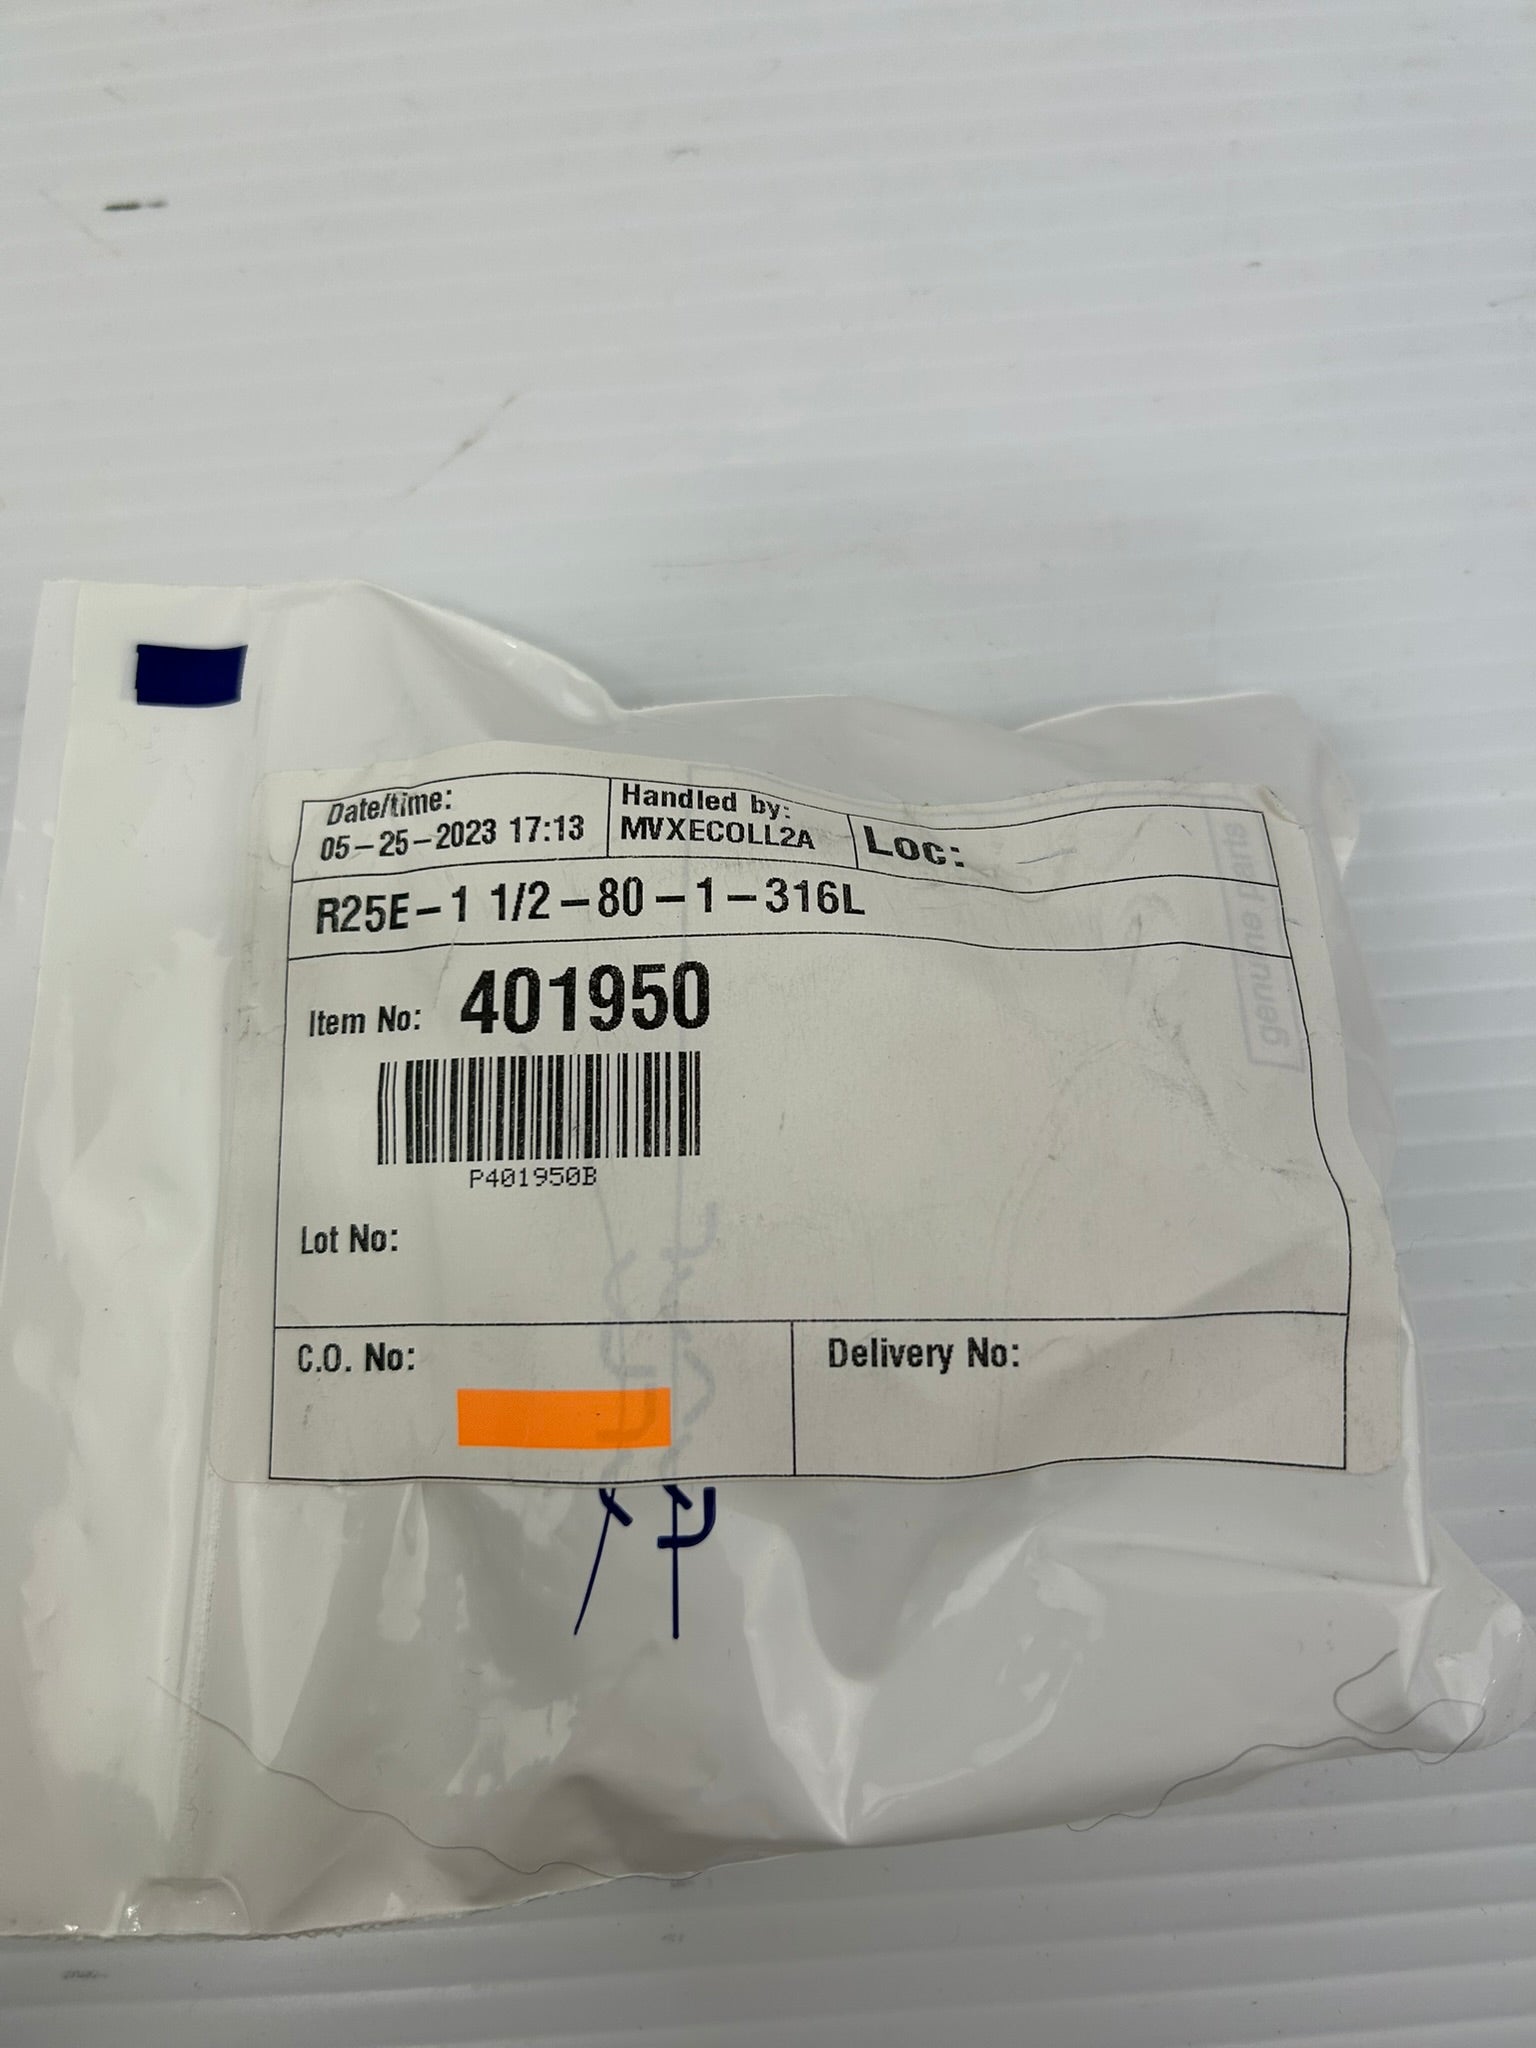 Date/time:
05-25-2023 17:13
Handled by:
MVXECOLL2A
Loc:
R25E-1 1/2-80-1-316L
Item No: 401950
P401950B
Lot No:
C.O. No:
Delivery No:
genuine parts